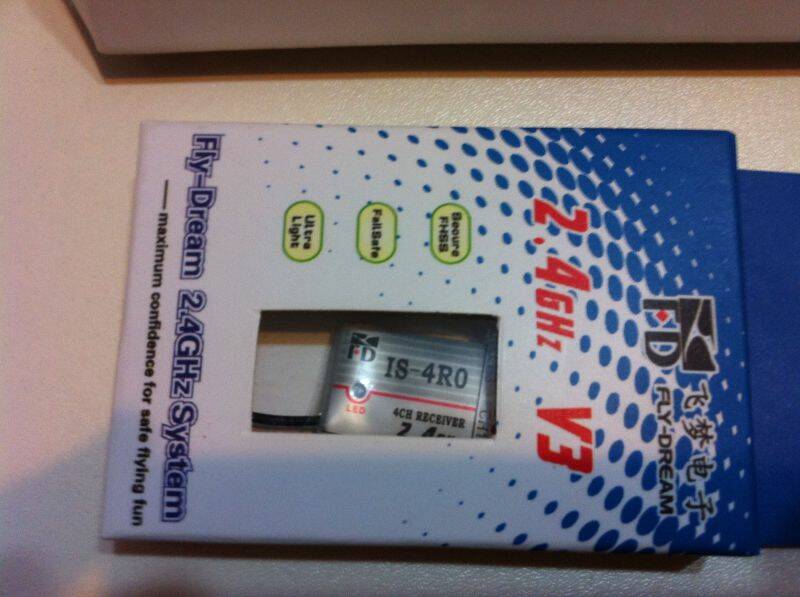 FD
飞梦电子
FLY-DREAM
2.4GHz V3
Secure
FHSS
FailSafe
Ultra
Light
FD
IS-4R0
LED
4CH RECEIVER
Fly-Dream 2.4GHz System
— maximum confidence for safe flying fun